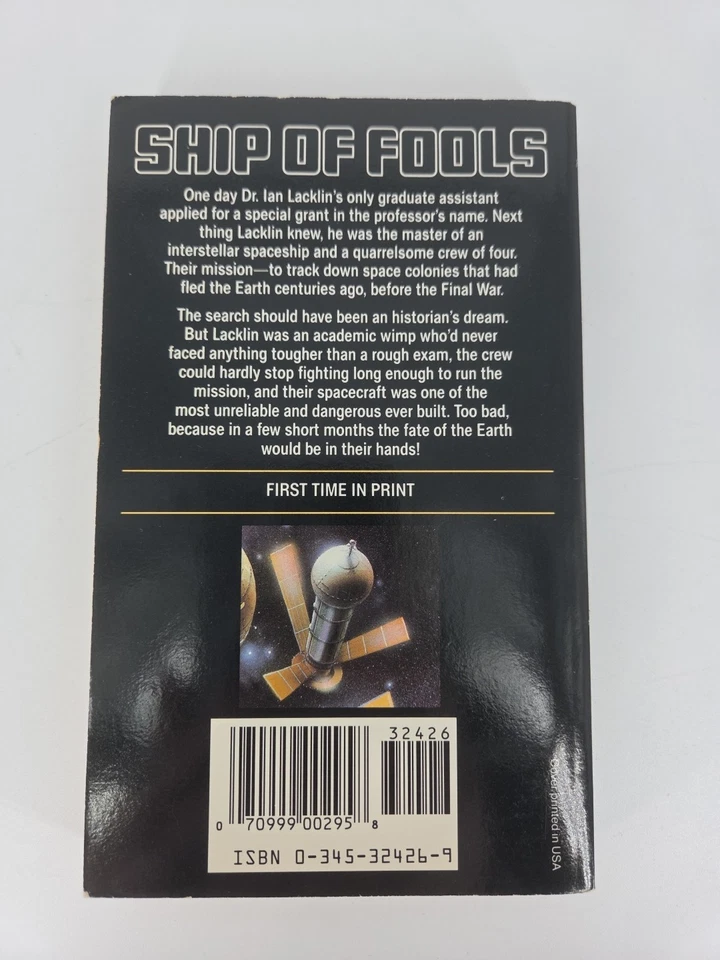 SHIP OF FOOLS
One day Dr. Ian Lacklin's only graduate assistant
applied for a special grant in the professor's name. Next
thing Lacklin knew, he was the master of an
interstellar spaceship and a quarrelsome crew of four.
Their mission—to track down space colonies that had
fled the Earth centuries ago, before the Final War.
The search should have been an historian's dream.
But Lacklin was an academic wimp who'd never
faced anything tougher than a rough exam, the crew
could hardly stop fighting long enough to run the
mission, and their spacecraft was one of the
most unreliable and dangerous ever built. Too bad,
because in a few short months the fate of the Earth
would be in their hands!
FIRST TIME IN PRINT
32426
0 70999 00295 8
ISBN 0-345-32426-9
Cover printed in USA